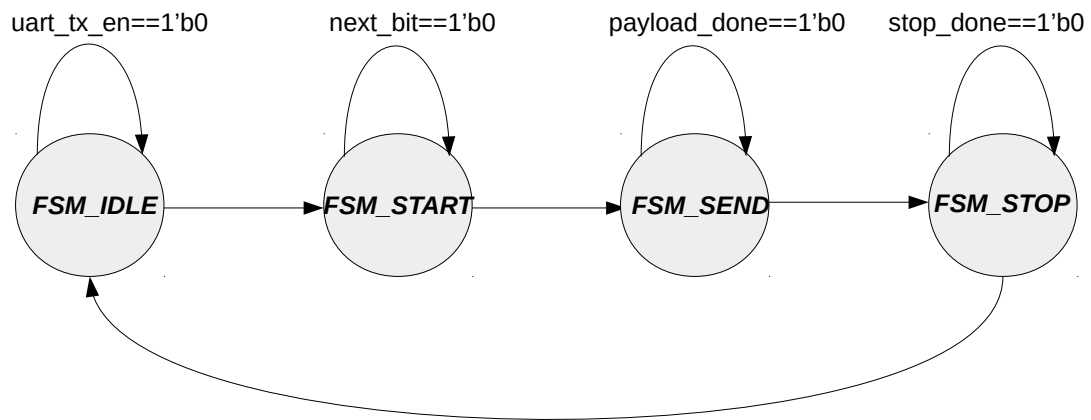 uart_tx_en==1’b0
next_bit==1’b0
payload_done==1’b0
stop_done==1’b0
FSM_IDLE
FSM_START
FSM_SEND
FSM_STOP